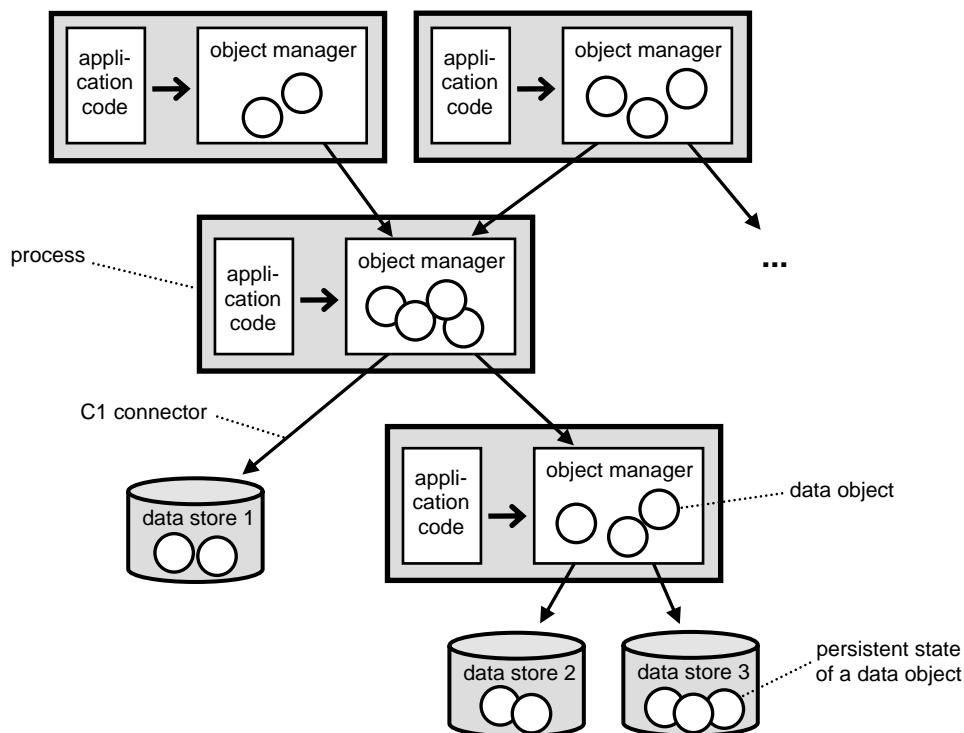 appli-
cation
code
object manager
appli-
cation
code
object manager
process
appli-
cation
code
object manager
...
C1 connector
appli-
cation
code
object manager
data object
data store 1
data store 2
data store 3
persistent state
of a data object